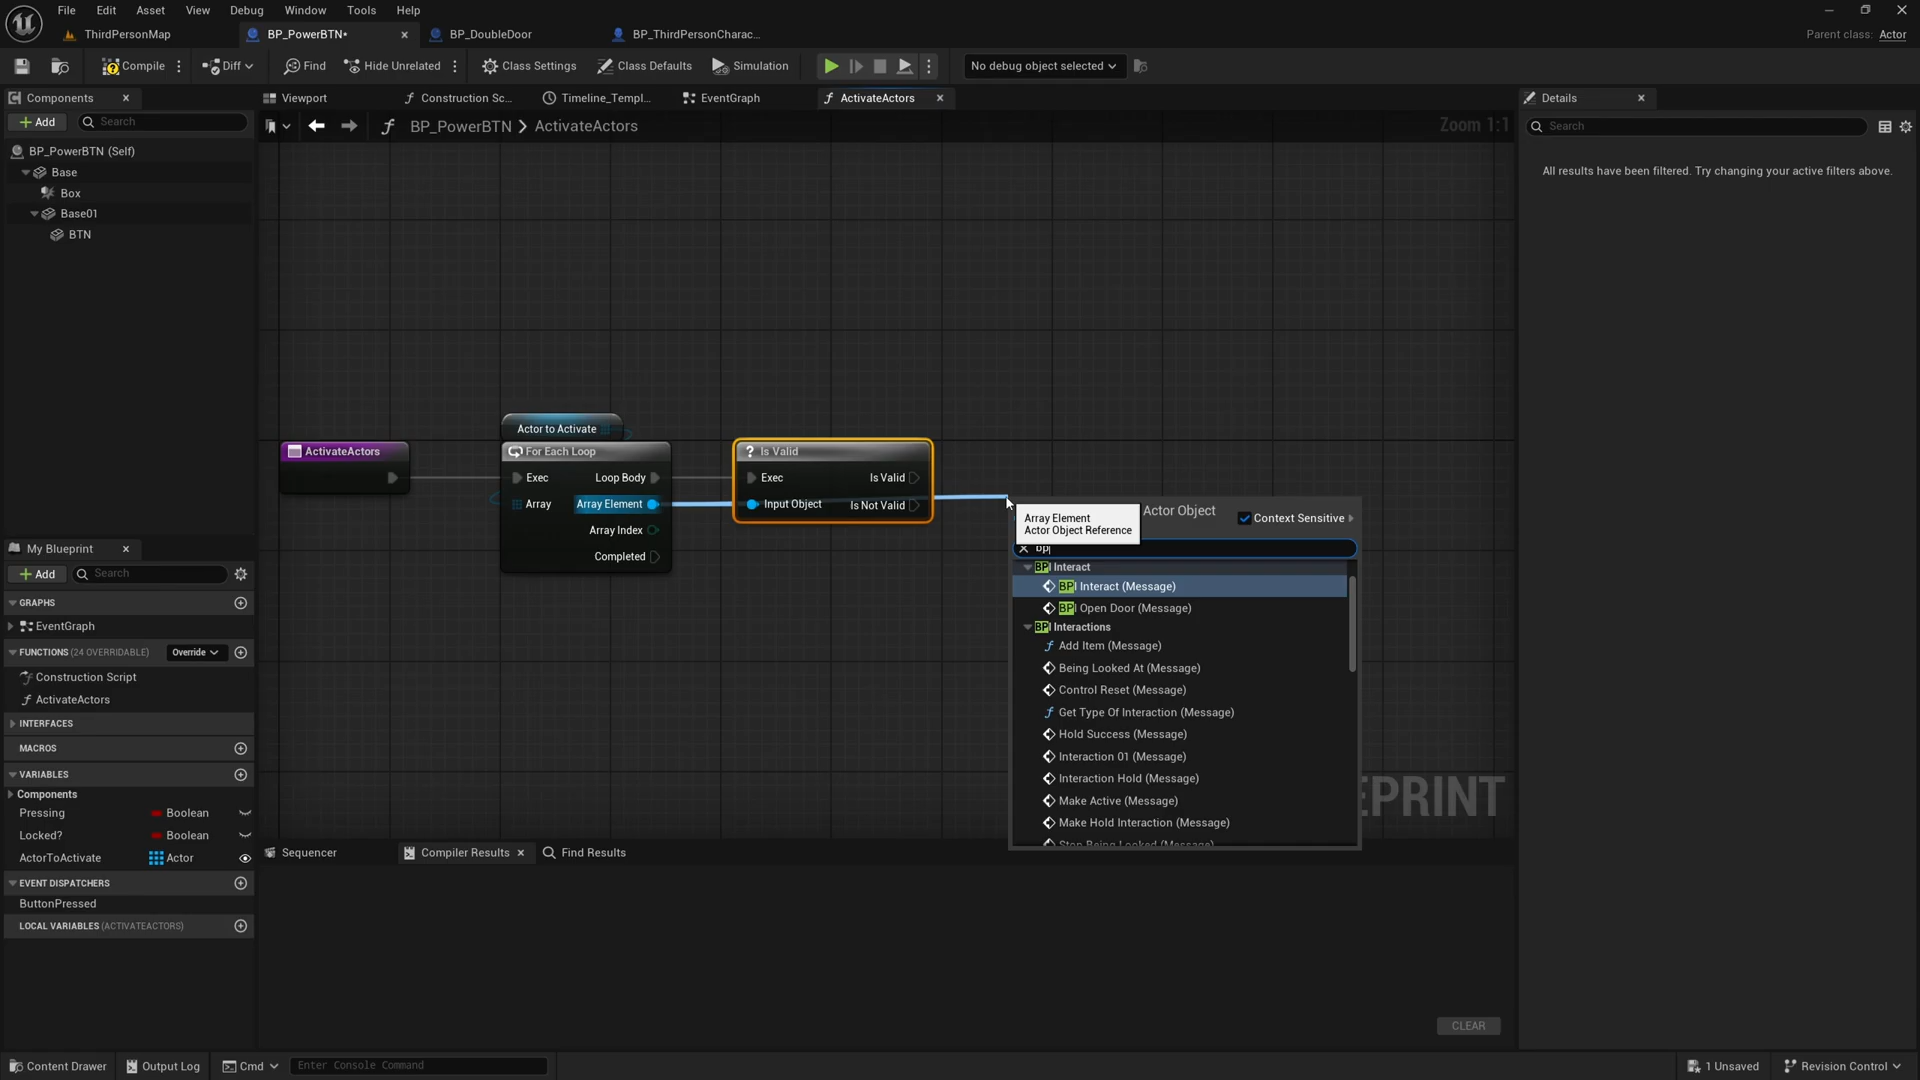 File Edit Asset View Debug Window Tools Help
ThirdPersonMap BP_PowerBTN• BP_DoubleDoor BP_ThirdPersonCharac... Parent class: Actor
Compile Diff Find Hide Unrelated Class Settings Class Defaults Simulation No debug object selected
Components Viewport Construction Sc... Timeline_Templ... EventGraph ActivateActors Details
+ Add Search BP_PowerBTN > ActivateActors Zoom 1:1 Search
BP_PowerBTN (Self)
All results have been filtered. Try changing your active filters above.
Base
Box
Base01
BTN
Actor to Activate
ActivateActors For Each Loop ? Is Valid
Exec Loop Body Exec Is Valid
Array Array Element Input Object Is Not Valid
Array Index
Completed
Actor Object Context Sensitive
Array Element
Actor Object Reference
bp
BPI Interact
BPI Interact (Message)
BPI Open Door (Message)
BPI Interactions
Add Item (Message)
Being Looked At (Message)
Control Reset (Message)
Get Type Of Interaction (Message)
Hold Success (Message)
Interaction 01 (Message)
Interaction Hold (Message)
Make Active (Message)
Make Hold Interaction (Message)
Stop Being Looked (Message)
EPRINT
My Blueprint
+ Add Search
GRAPHS
EventGraph
FUNCTIONS (24 OVERRIDABLE) Override
Construction Script
ActivateActors
INTERFACES
MACROS
VARIABLES
Components
Pressing Boolean
Locked? Boolean
ActorToActivate Actor
EVENT DISPATCHERS
ButtonPressed
LOCAL VARIABLES (ACTIVATEACTORS)
Sequencer Compiler Results Find Results
CLEAR
Content Drawer Output Log Cmd Enter Console Command 1 Unsaved Revision Control